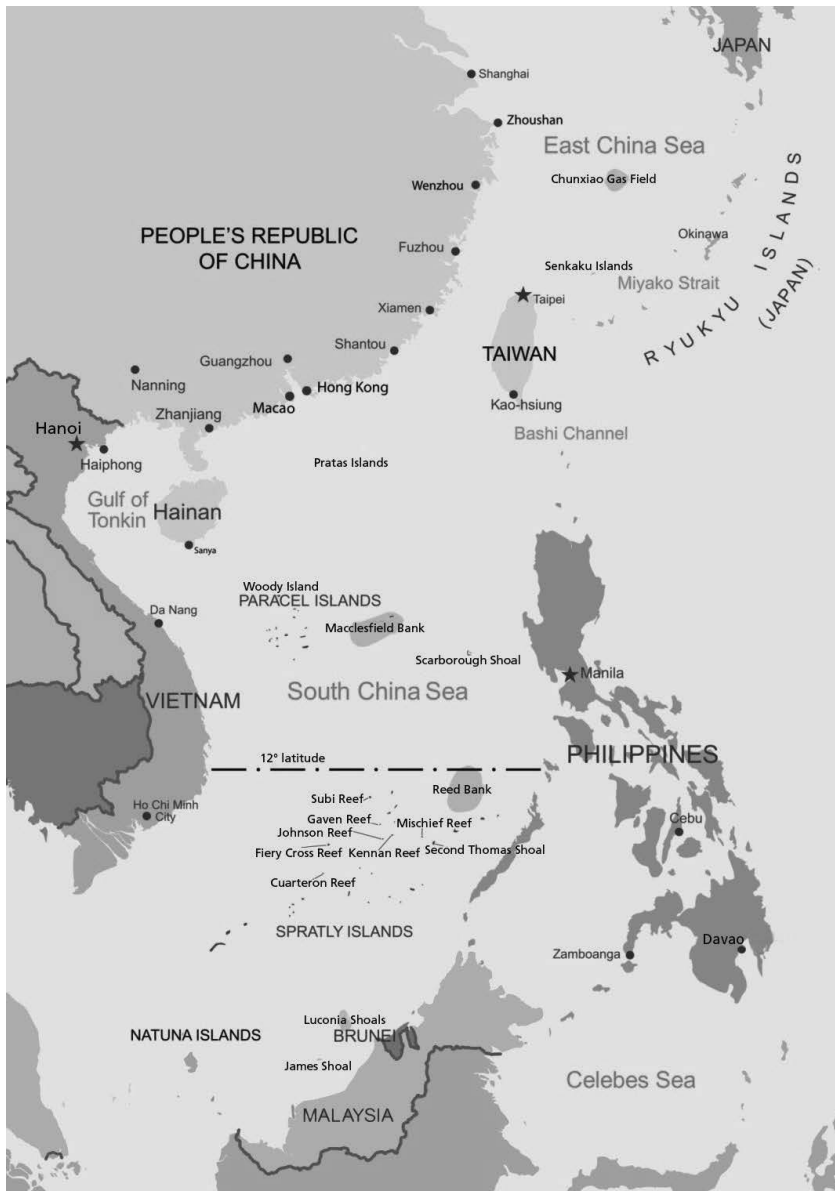 JAPAN
Shanghai
Zhoushan
East China Sea
Chunxiao Gas Field
Wenzhou
PEOPLE'S REPUBLIC
OF CHINA
Fuzhou
Okinawa
Senkaku Islands
Miyako Strait
RYUKYU ISLANDS
(JAPAN)
Taipei
Xiamen
Shantou
TAIWAN
Guangzhou
Nanning
Hong Kong
Macao
Kao-hsiung
Zhanjiang
Hanoi
Bashi Channel
Haiphong
Pratas Islands
Gulf of
Tonkin
Hainan
Sanya
Woody Island
PARACEL ISLANDS
Da Nang
Macclesfield Bank
Scarborough Shoal
Manila
South China Sea
VIETNAM
12° latitude
PHILIPPINES
Reed Bank
Subi Reef
Ho Chi Minh
City
Gaven Reef
Mischief Reef
Cebu
Johnson Reef
Fiery Cross Reef
Kennan Reef
Second Thomas Shoal
Cuarteron Reef
SPRATLY ISLANDS
Davao
Zamboanga
Luconia Shoals
NATUNA ISLANDS
BRUNEI
James Shoal
Celebes Sea
MALAYSIA